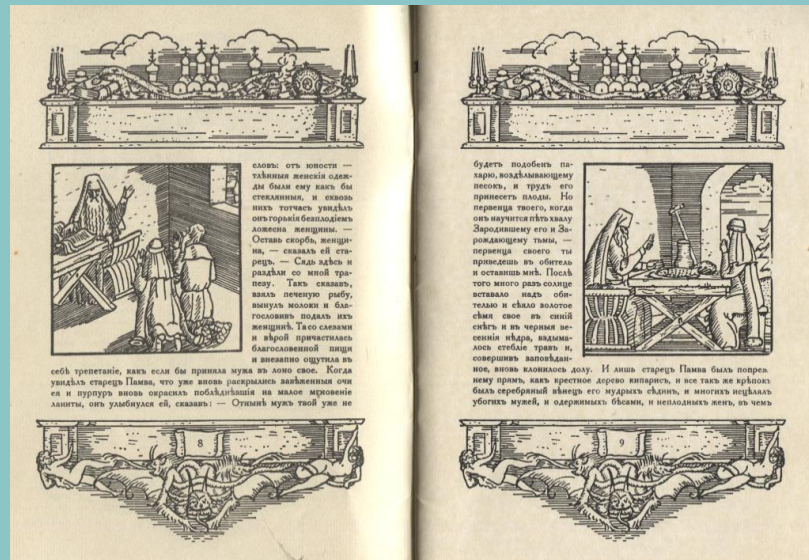 словъ: отъ юности —
тлѣнныя женскія одеж-
ды были ему какъ бы
стеклянныя, и сквозь
нихъ тотчасъ увидѣлъ
онъ горькія безплодіемъ
ложесна женщины. —
Оставь скорбь, женщи-
на, — сказалъ ей ста-
рецъ. — Сядь здѣсь и
раздѣли со мной тра-
пезу. Такъ сказавъ,
взялъ печеную рыбу,
вынулъ молоки и бла-
гословивъ подалъ ихъ
женщинѣ. Та со слезами
и вѣрой причастилась
благословенной пищи
и внезапно ощутила въ
себѣ трепетаніе, какъ если бы приняла мужа въ лоно свое. Когда
увидѣлъ старецъ Памва, что уже вновь раскрылись завѣженныя очи
ея и пурпуръ вновь окрасилъ поблѣднѣвшія на малое мгновеніе
ланиты, онъ улыбнулся ей, сказавъ: — Отнынѣ мужъ твой уже не
8
будетъ подобенъ па-
харю, воздѣлывающему
песокъ, и трудъ его
принесетъ плоды. Но
первенца твоего, когда
онъ научится пѣть хвалу
Зародившему его и За-
рождающему тьмы, —
первенца своего ты
приведешь въ обитель
и оставишь мнѣ. Послѣ
того много разъ солнце
вставало надъ оби-
телью и сѣяло золотое
сѣмя свое въ синій
снѣгъ и въ черныя ве-
сеннія нѣдра, вздыма-
лось стебліе травъ и,
совершивъ заповѣдан-
ное, вновь клонилось долу. И лишь старецъ Памва былъ попреж
нему прямъ, какъ крестное дерево кипарисъ, и все такъ же крѣпокъ
былъ серебряный вѣнецъ его мудрыхъ сѣдинъ, и многихъ исцѣлялъ
убогихъ мужей, и одержимыхъ бѣсами, и неплодныхъ женъ, въ чемъ
9